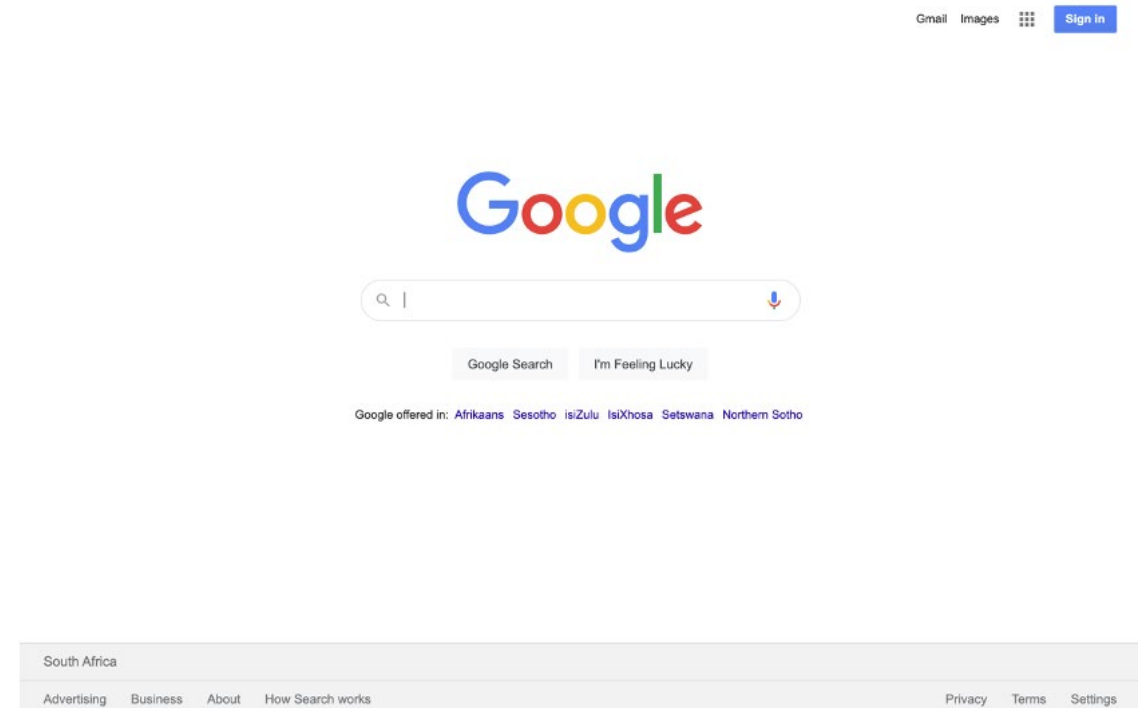 Gmail Images Sign in
Google
Google Search I'm Feeling Lucky
Google offered in: Afrikaans Sesotho isiZulu IsiXhosa Setswana Northern Sotho
South Africa
Advertising Business About How Search works Privacy Terms Settings